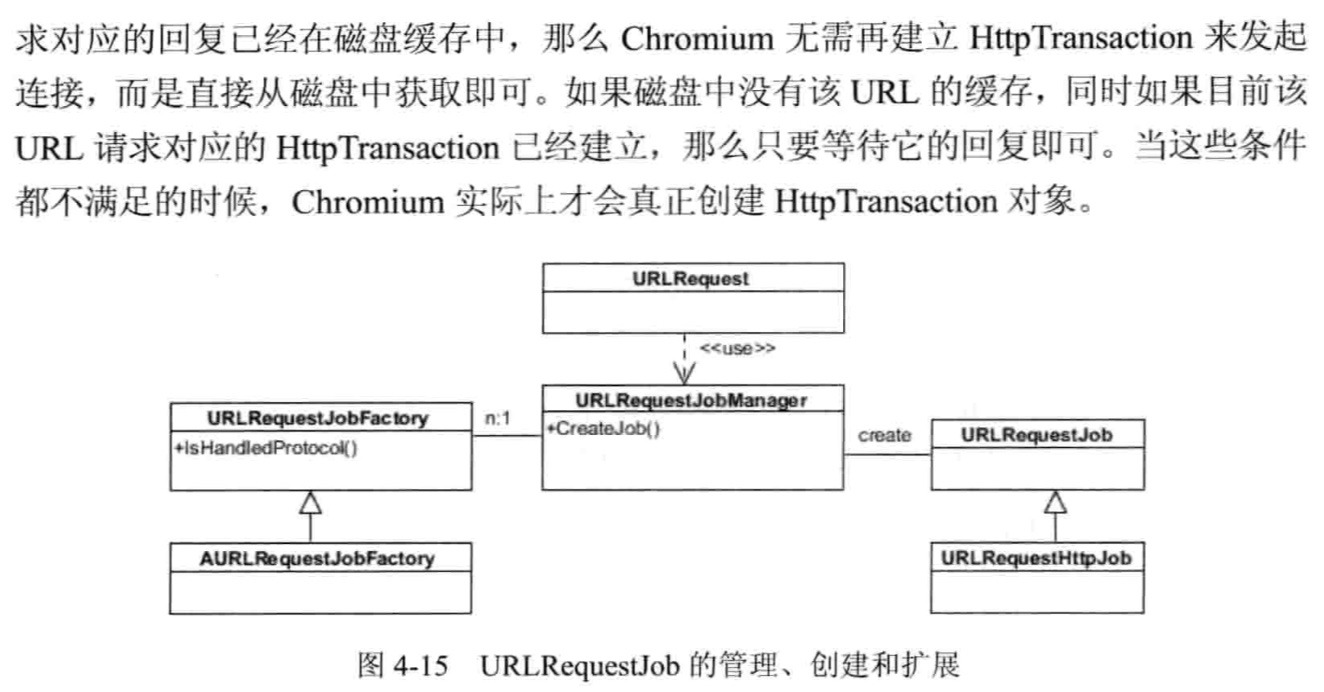 求对应的回复已经在磁盘缓存中，那么 Chromium 无需再建立 HttpTransaction 来发起
连接，而是直接从磁盘中获取即可。如果磁盘中没有该 URL 的缓存，同时如果目前该
URL 请求对应的 HttpTransaction 已经建立，那么只要等待它的回复即可。当这些条件
都不满足的时候，Chromium 实际上才会真正创建 HttpTransaction 对象。
URLRequest
<<use>>
URLRequestJobFactory
+IsHandledProtocol()
n:1
URLRequestJobManager
+CreateJob()
create
URLRequestJob
AURLRequestJobFactory
URLRequestHttpJob
图 4-15 URLRequestJob 的管理、创建和扩展